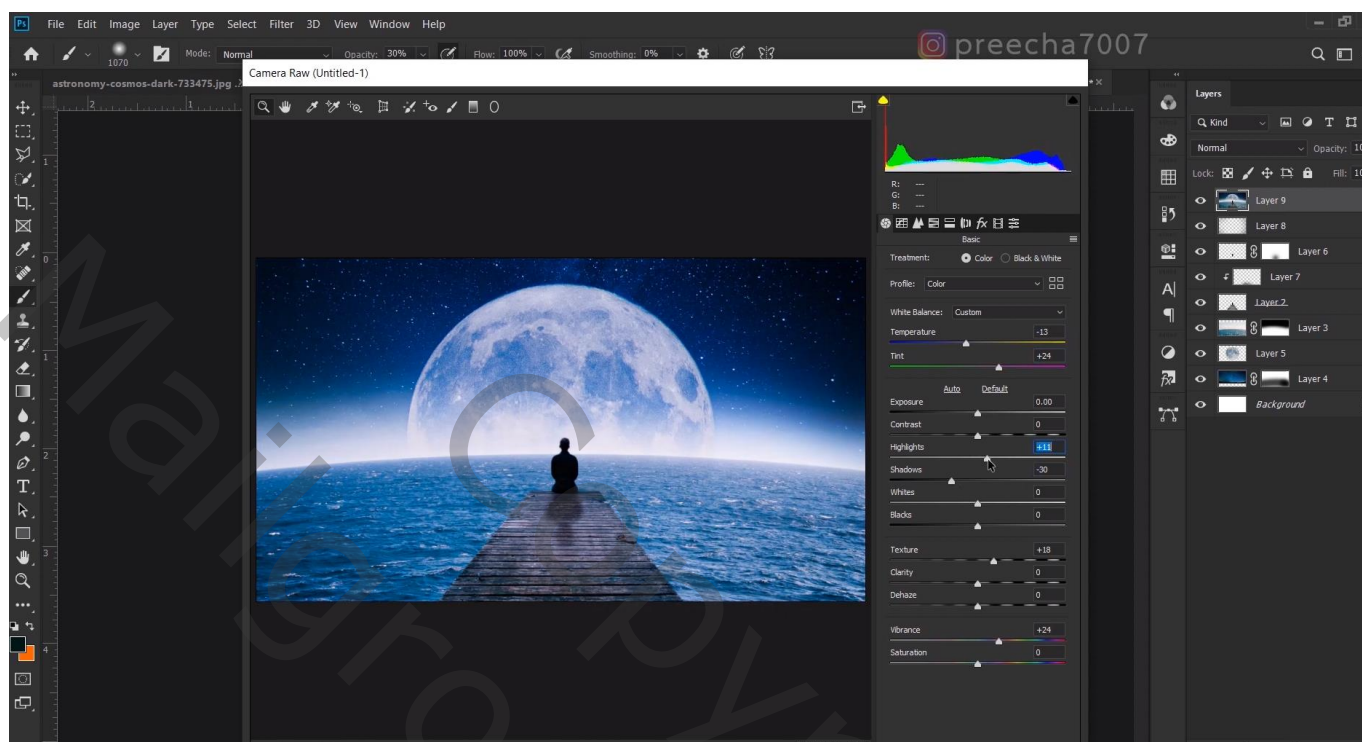 Ps File Edit Image Layer Type Select Filter 3D View Window Help
1070 Mode: Normal Opacity: 30% Flow: 100% Smoothing: 0% preecha7007
astronomy-cosmos-dark-733475.jpg
Camera Raw (Untitled-1)
Layers
Kind
Normal Opacity: 10
Lock: Fill: 10
Layer 9
Layer 8
Layer 6
Layer 7
Layer 2
Layer 3
Layer 5
Layer 4
Background
R: ---
G: ---
B: ---
Basic
Treatment: Color Black & White
Profile: Color
White Balance: Custom
Temperature -13
Tint +24
Auto Default
Exposure 0.00
Contrast 0
Highlights +11
Shadows -30
Whites 0
Blacks 0
Texture +18
Clarity 0
Dehaze 0
Vibrance +24
Saturation 0